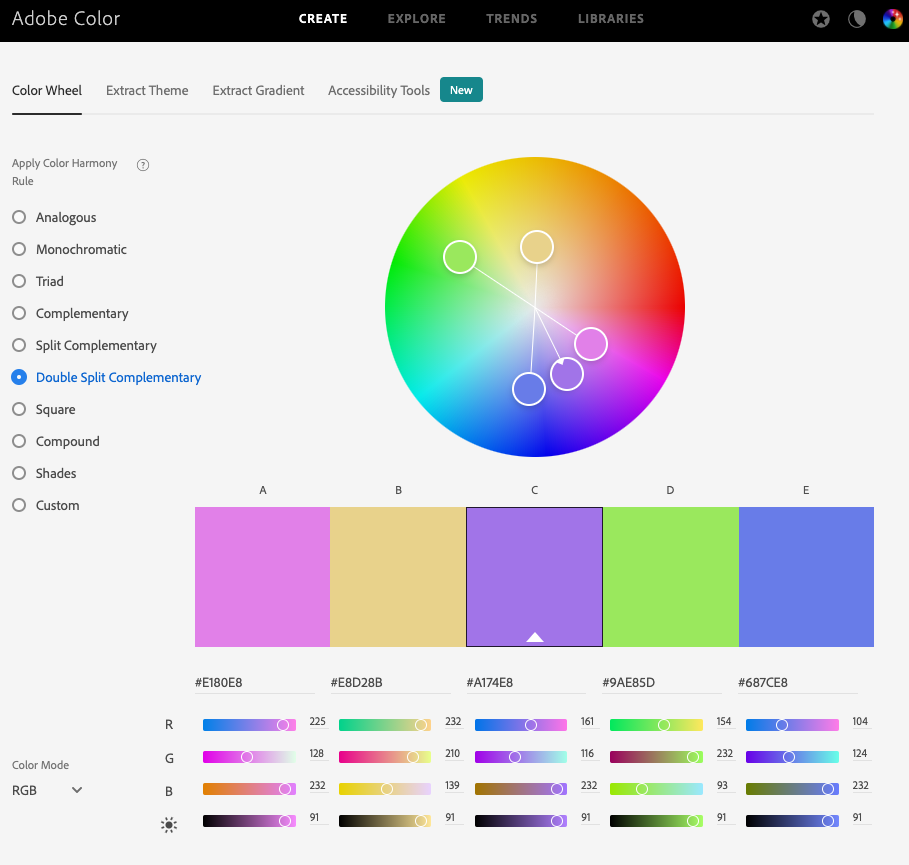 Adobe Color
CREATE EXPLORE TRENDS LIBRARIES
Color Wheel Extract Theme Extract Gradient Accessibility Tools New
Apply Color Harmony ?
Rule
Analogous
Monochromatic
Triad
Complementary
Split Complementary
Double Split Complementary
Square
Compound
Shades
Custom
A B C D E
#E180E8 #E8D28B #A174E8 #9AE85D #687CE8
R 225 232 161 154 104
G 128 210 116 232 124
Color Mode
RGB
B 232 139 232 93 232
91 91 91 91 91